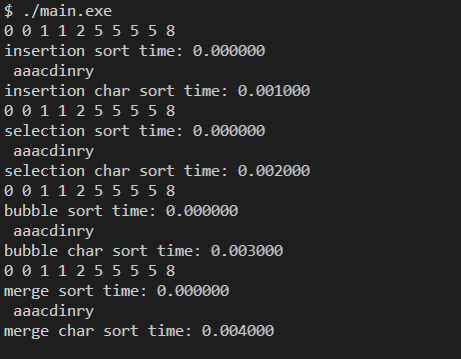 $ ./main.exe
0 0 1 1 2 5 5 5 5 5 8
insertion sort time: 0.000000
 aaacdinry
insertion char sort time: 0.001000
0 0 1 1 2 5 5 5 5 5 8
selection sort time: 0.000000
 aaacdinry
selection char sort time: 0.002000
0 0 1 1 2 5 5 5 5 5 8
bubble sort time: 0.000000
 aaacdinry
bubble char sort time: 0.003000
0 0 1 1 2 5 5 5 5 5 8
merge sort time: 0.000000
 aaacdinry
merge char sort time: 0.004000